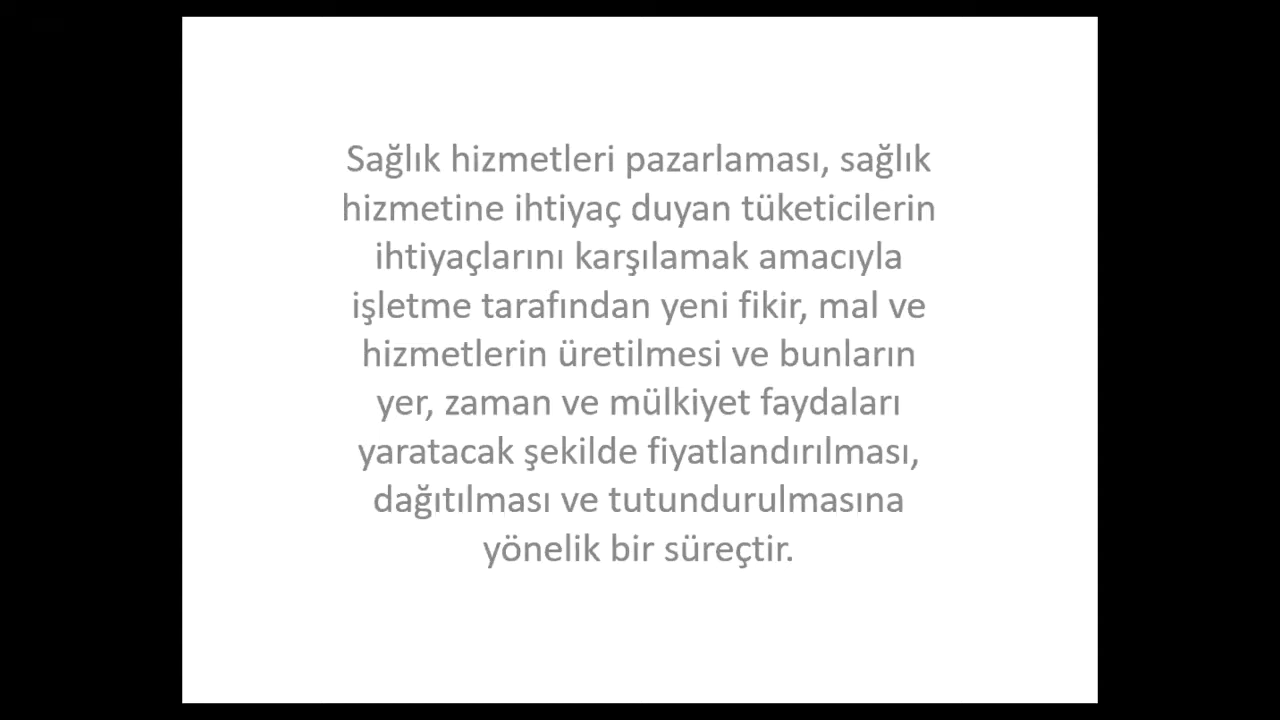 Sağlık hizmetleri pazarlaması, sağlık
hizmetine ihtiyaç duyan tüketicilerin
ihtiyaçlarını karşılamak amacıyla
işletme tarafından yeni fikir, mal ve
hizmetlerin üretilmesi ve bunların
yer, zaman ve mülkiyet faydaları
yaratacak şekilde fiyatlandırılması,
dağıtılması ve tutundurulmasına
yönelik bir süreçtir.